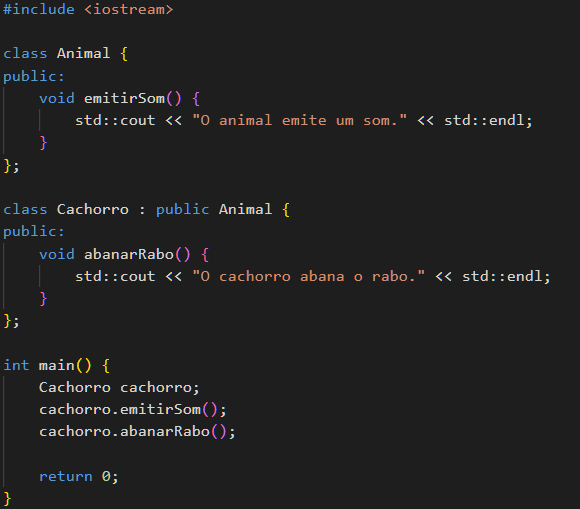 #include <iostream>
class Animal {
public:
    void emitirSom() {
        std::cout << "O animal emite um som." << std::endl;
    }
};
class Cachorro : public Animal {
public:
    void abanarRabo() {
        std::cout << "O cachorro abana o rabo." << std::endl;
    }
};
int main() {
    Cachorro cachorro;
    cachorro.emitirSom();
    cachorro.abanarRabo();
    return 0;
}